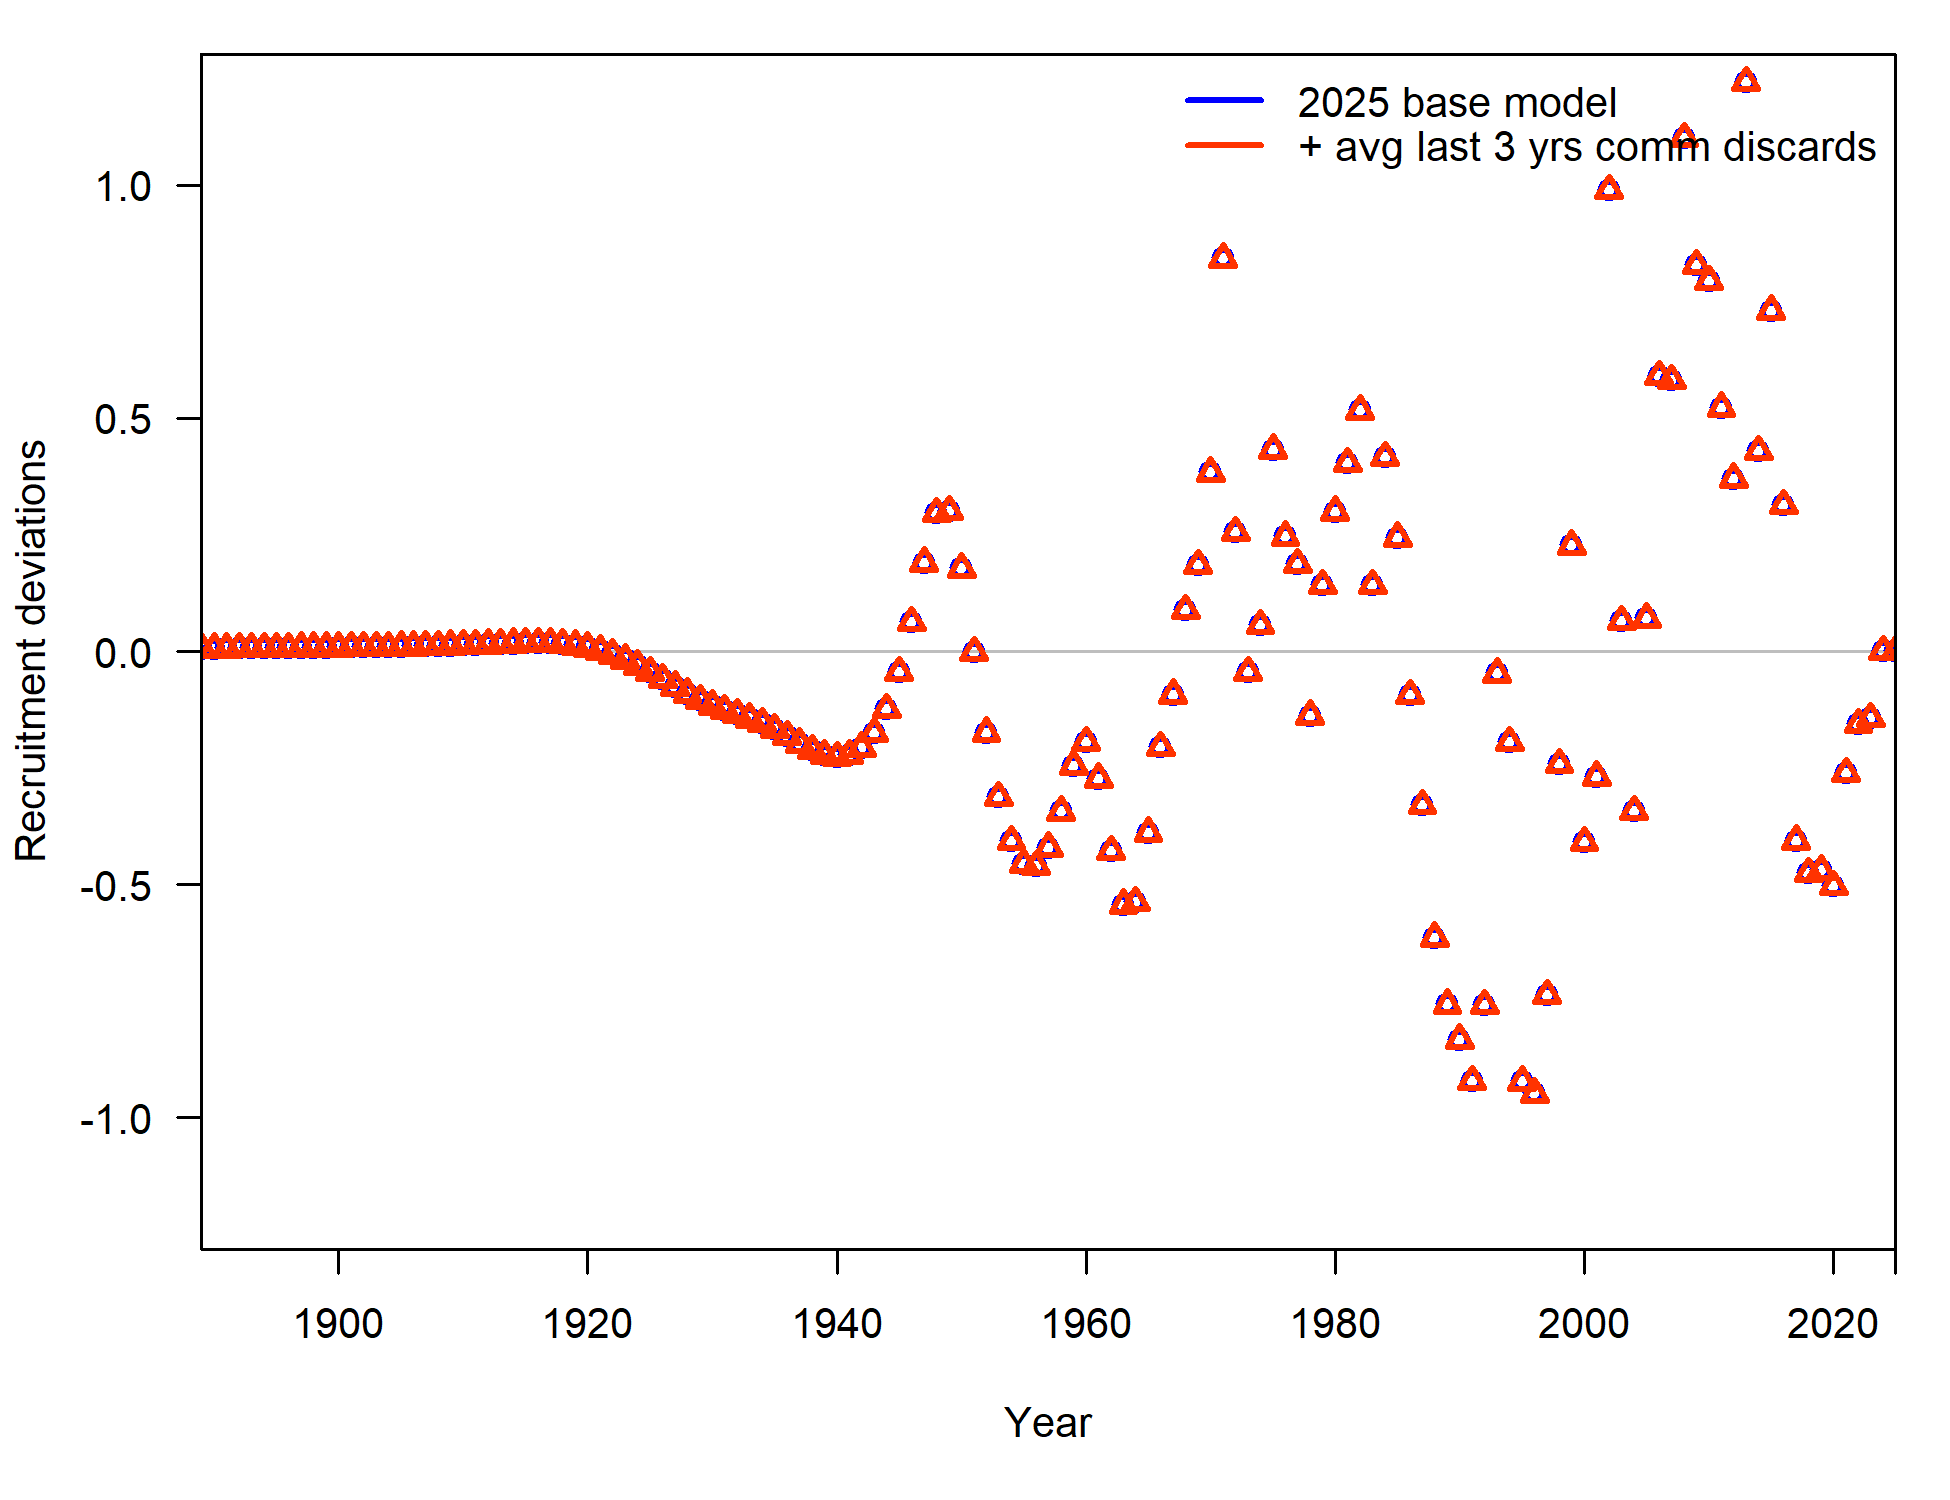 2025 base model
+ avg last 3 yrs comm discards
1.0
0.5
0.0
-0.5
-1.0
Recruitment deviations
1900 1920 1940 1960 1980 2000 2020
Year